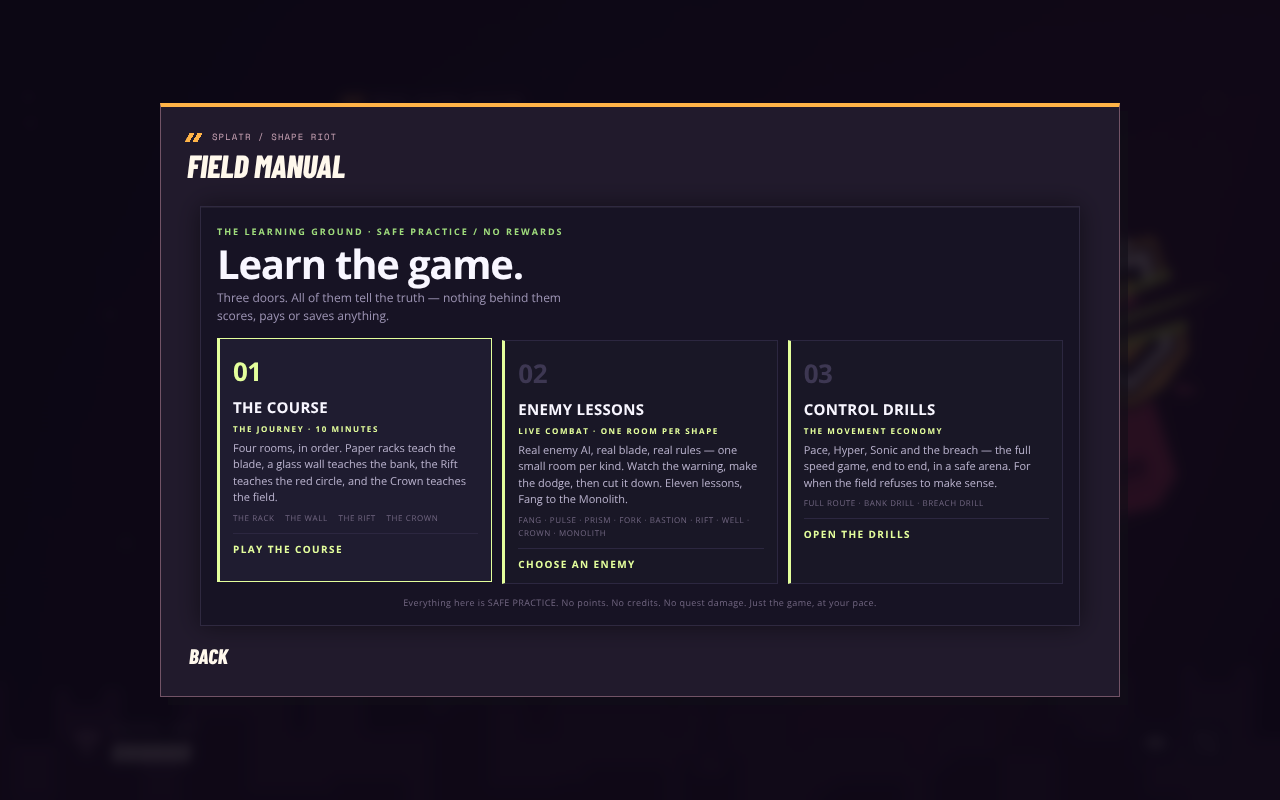 SPLATR / SHAPE RIOT
FIELD MANUAL
THE LEARNING GROUND · SAFE PRACTICE / NO REWARDS
Learn the game.
Three doors. All of them tell the truth — nothing behind them
scores, pays or saves anything.
01
THE COURSE
THE JOURNEY · 10 MINUTES
Four rooms, in order. Paper racks teach the
blade, a glass wall teaches the bank, the Rift
teaches the red circle, and the Crown teaches
the field.
THE RACK THE WALL THE RIFT THE CROWN
PLAY THE COURSE
02
ENEMY LESSONS
LIVE COMBAT · ONE ROOM PER SHAPE
Real enemy AI, real blade, real rules — one
small room per kind. Watch the warning, make
the dodge, then cut it down. Eleven lessons,
Fang to the Monolith.
FANG · PULSE · PRISM · FORK · BASTION · RIFT · WELL ·
CROWN · MONOLITH
CHOOSE AN ENEMY
03
CONTROL DRILLS
THE MOVEMENT ECONOMY
Pace, Hyper, Sonic and the breach — the full
speed game, end to end, in a safe arena. For
when the field refuses to make sense.
FULL ROUTE · BANK DRILL · BREACH DRILL
OPEN THE DRILLS
Everything here is SAFE PRACTICE. No points. No credits. No quest damage. Just the game, at your pace.
BACK